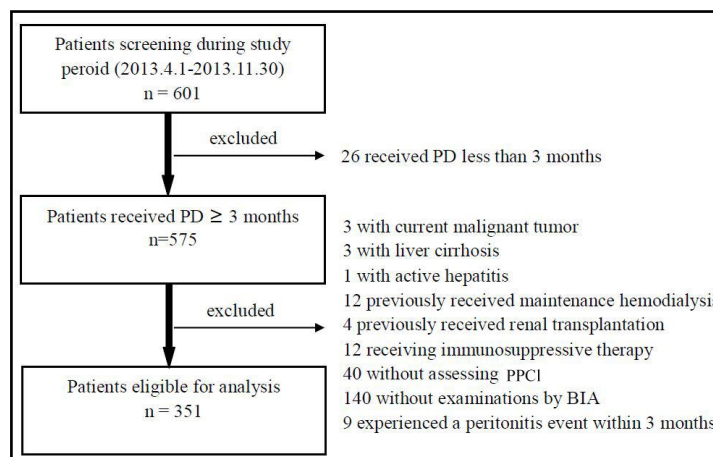 Patients screening during study
peroid (2013.4.1-2013.11.30)
n = 601
excluded
26 received PD less than 3 months
Patients received PD ≥ 3 months
n=575
3 with current malignant tumor
3 with liver cirrhosis
1 with active hepatitis
12 previously received maintenance hemodialysis
4 previously received renal transplantation
12 receiving immunosuppressive therapy
40 without assessing PPCI
140 without examinations by BIA
9 experienced a peritonitis event within 3 months
excluded
Patients eligible for analysis
n = 351